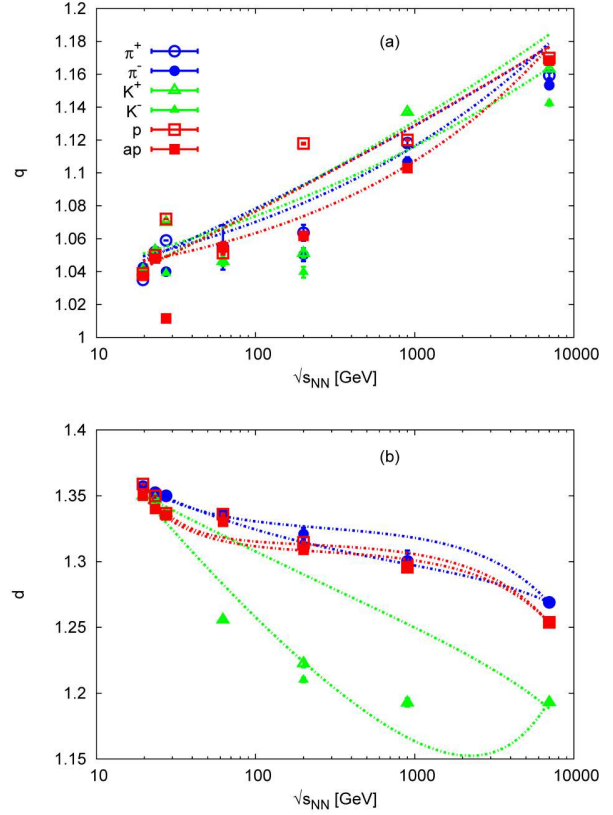 1.2
(a)
1.18
π⁺
π⁻
K⁺
K⁻
p
ap
1.16
1.14
1.12
q
1.1
1.08
1.06
1.04
1.02
1
10 100 1000 10000
√sNN [GeV]
1.4
(b)
1.35
1.3
d
1.25
1.2
1.15
10 100 1000 10000
√sNN [GeV]